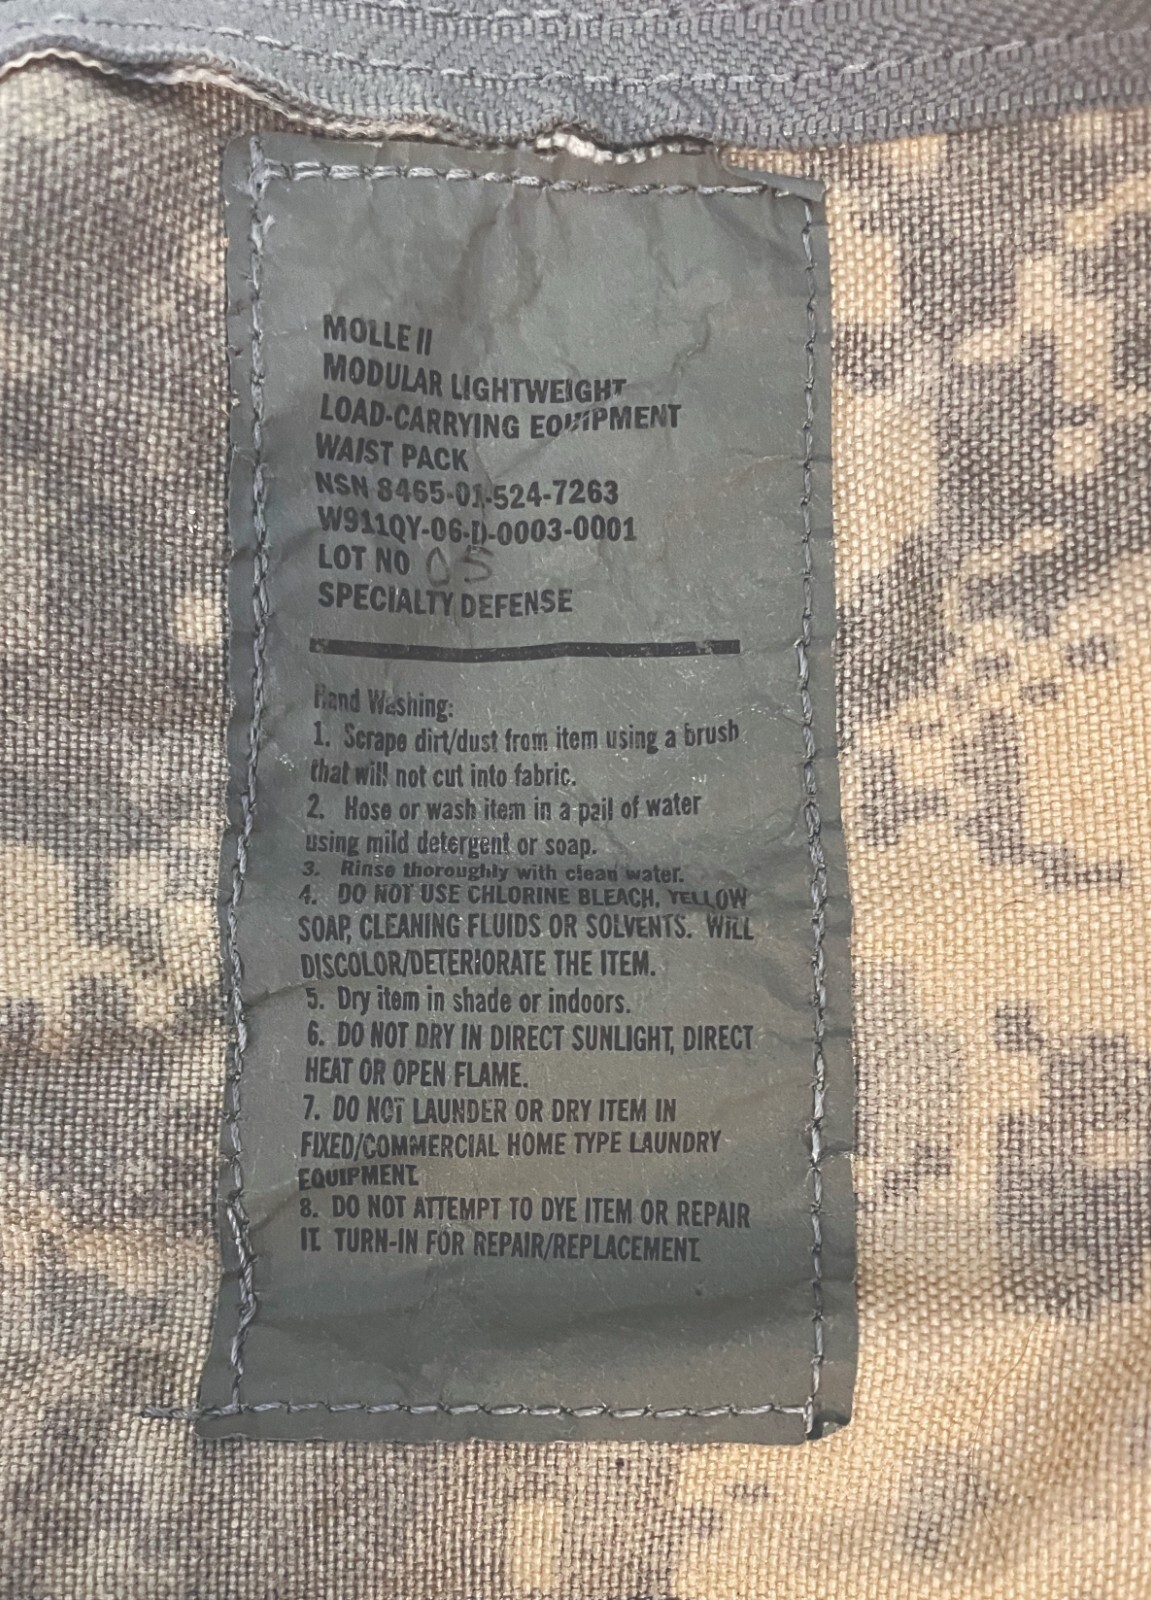 MOLLE II
MODULAR LIGHTWEIGHT
LOAD-CARRYING EQUIPMENT
WAIST PACK
NSN 8465-01-524-7263
W911QY-06-D-0003-0001
LOT NO 05
SPECIALTY DEFENSE
Hand Washing:
1. Scrape dirt/dust from item using a brush
that will not cut into fabric.
2. Hose or wash item in a pail of water
using mild detergent or soap.
3. Rinse thoroughly with clean water.
4. DO NOT USE CHLORINE BLEACH, YELLOW
SOAP, CLEANING FLUIDS OR SOLVENTS. WILL
DISCOLOR/DETERIORATE THE ITEM.
5. Dry item in shade or indoors.
6. DO NOT DRY IN DIRECT SUNLIGHT, DIRECT
HEAT OR OPEN FLAME.
7. DO NOT LAUNDER OR DRY ITEM IN
FIXED/COMMERCIAL HOME TYPE LAUNDRY
EQUIPMENT
8. DO NOT ATTEMPT TO DYE ITEM OR REPAIR
IT. TURN-IN FOR REPAIR/REPLACEMENT.